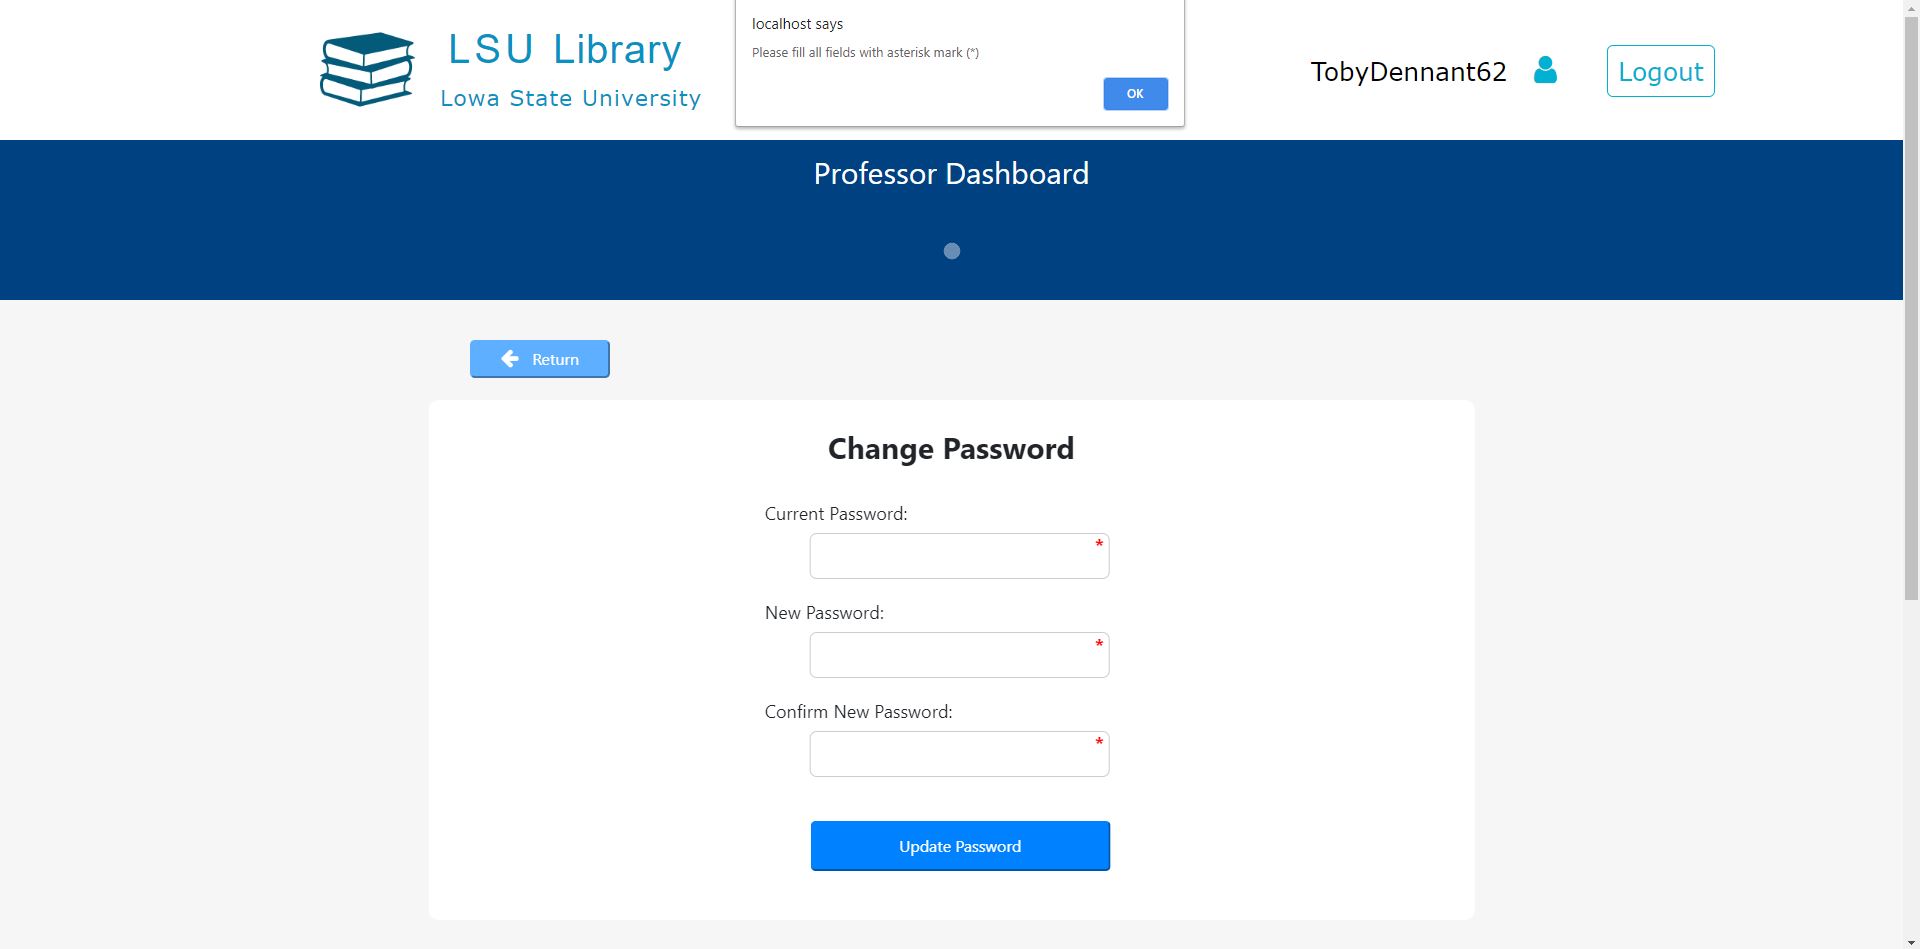 LSU Library
Lowa State University
localhost says
Please fill all fields with asterisk mark (*)
OK
TobyDennant62
Logout
Professor Dashboard
Return
Change Password
Current Password:
*
New Password:
*
Confirm New Password:
*
Update Password